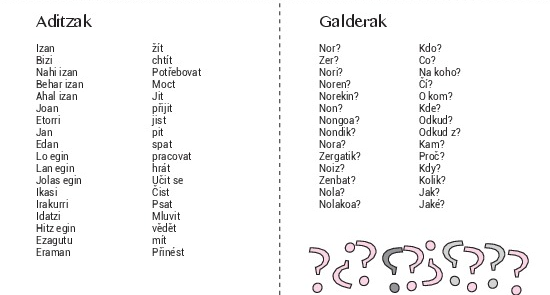 Aditzak
Izan žít
Bizi chtít
Nahi izan Potřebovat
Behar izan Moct
Ahal izan Jít
Joan přijít
Etorri jíst
Jan pít
Edan spat
Lo egin pracovat
Lan egin hrát
Jolas egin Učit se
Ikasi Číst
Irakurri Psat
Idatzi Mluvit
Hitz egin vědět
Ezagutu mít
Eraman Přinést
Galderak
Nor? Kdo?
Zer? Co?
Nori? Na koho?
Noren? Čí?
Norekin? O kom?
Non? Kde?
Nongoa? Odkud?
Nondik? Odkud z?
Nora? Kam?
Zergatik? Proč?
Noiz? Kdy?
Zenbat? Kolik?
Nola? Jak?
Nolakoa? Jaké?
? ¿ ? ? ? ¿ ? ? ? ?